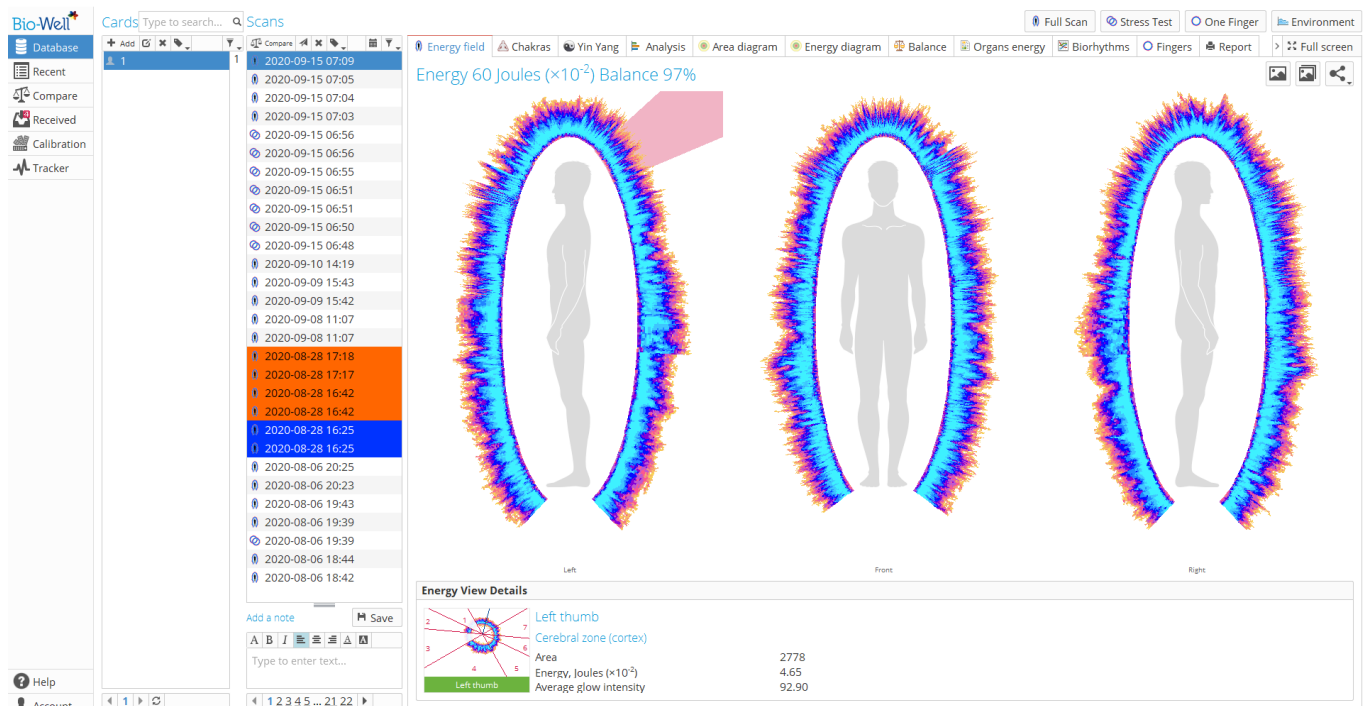 Bio-Well
Cards Type to search... Scans
Full Scan Stress Test One Finger Environment
Database
Recent
Compare
Received
Calibration
Tracker
Help
Account
Add
1
1
Compare
2020-09-15 07:09
2020-09-15 07:05
2020-09-15 07:04
2020-09-15 07:03
2020-09-15 06:56
2020-09-15 06:56
2020-09-15 06:55
2020-09-15 06:51
2020-09-15 06:51
2020-09-15 06:50
2020-09-15 06:48
2020-09-10 14:19
2020-09-09 15:43
2020-09-09 15:42
2020-09-08 11:07
2020-09-08 11:07
2020-08-28 17:18
2020-08-28 17:17
2020-08-28 16:42
2020-08-28 16:42
2020-08-28 16:25
2020-08-28 16:25
2020-08-06 20:25
2020-08-06 20:23
2020-08-06 19:43
2020-08-06 19:39
2020-08-06 19:39
2020-08-06 18:44
2020-08-06 18:42
Add a note Save
A B I A A
Type to enter text...
1
1 2 3 4 5 ... 21 22
Energy field Chakras Yin Yang Analysis Area diagram Energy diagram Balance Organs energy Biorhythms Fingers Report > Full screen
Energy 60 Joules (×10⁻²) Balance 97%
Left Front Right
Energy View Details
1
2
3
4
5
6
7
Left thumb
Left thumb
Cerebral zone (cortex)
Area 2778
Energy, Joules (×10⁻²) 4.65
Average glow intensity 92.90